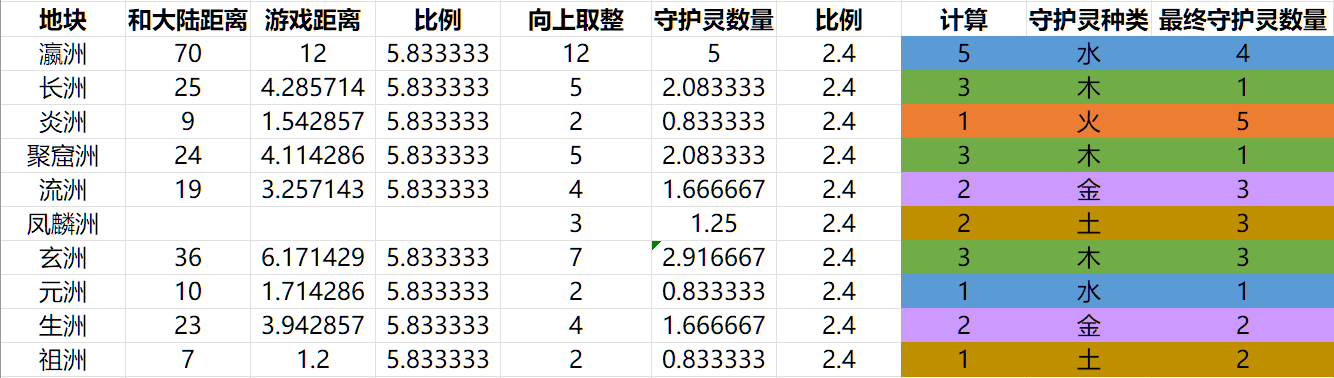 地块 和大陆距离 游戏距离 比例 向上取整 守护灵数量 比例 计算 守护灵种类 最终守护灵数量
瀛洲 70 12 5.833333 12 5 2.4 5 水 4
长洲 25 4.285714 5.833333 5 2.083333 2.4 3 木 1
炎洲 9 1.542857 5.833333 2 0.833333 2.4 1 火 5
聚窟洲 24 4.114286 5.833333 5 2.083333 2.4 3 木 1
流洲 19 3.257143 5.833333 4 1.666667 2.4 2 金 3
凤麟洲 3 1.25 2.4 2 土 3
玄洲 36 6.171429 5.833333 7 2.916667 2.4 3 木 3
元洲 10 1.714286 5.833333 2 0.833333 2.4 1 水 1
生洲 23 3.942857 5.833333 4 1.666667 2.4 2 金 2
祖洲 7 1.2 5.833333 2 0.833333 2.4 1 土 2